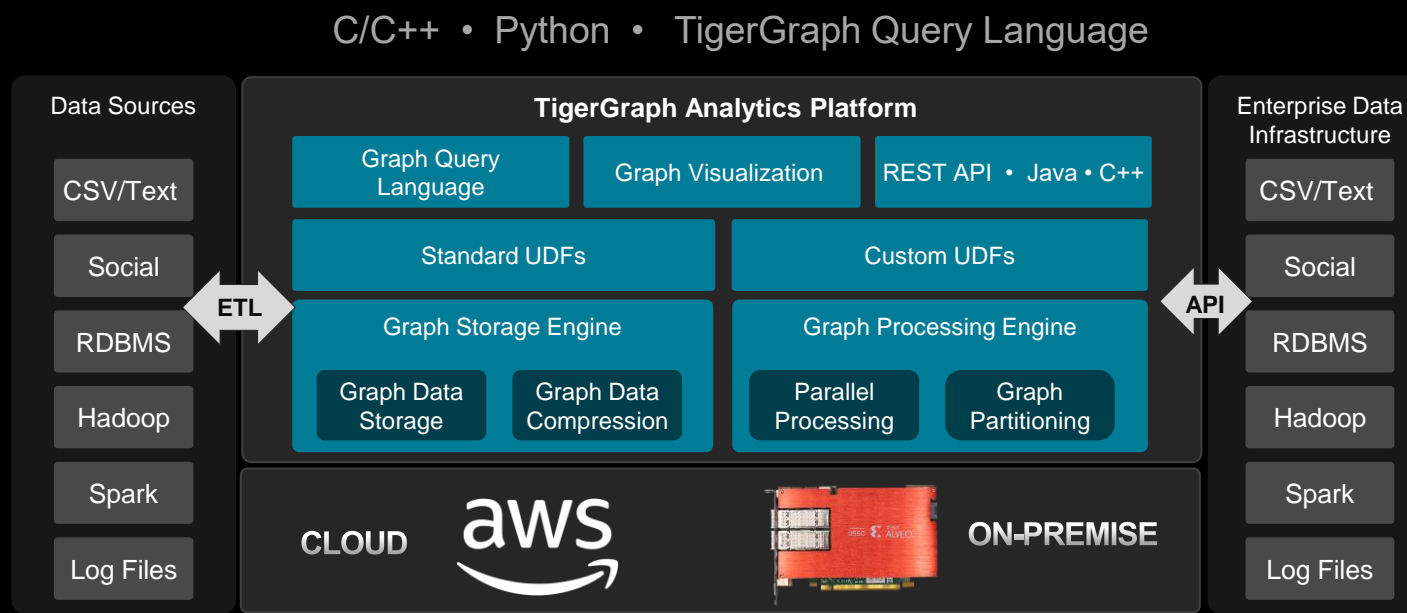 C/C++ • Python • TigerGraph Query Language
Data Sources
CSV/Text
Social
RDBMS
Hadoop
Spark
Log Files
ETL
TigerGraph Analytics Platform
Graph Query
Language
Graph Visualization
REST API • Java • C++
Standard UDFs
Custom UDFs
Graph Storage Engine
Graph Data
Storage
Graph Data
Compression
Graph Processing Engine
Parallel
Processing
Graph
Partitioning
CLOUD
aws
ALVEO
ON-PREMISE
API
Enterprise Data
Infrastructure
CSV/Text
Social
RDBMS
Hadoop
Spark
Log Files